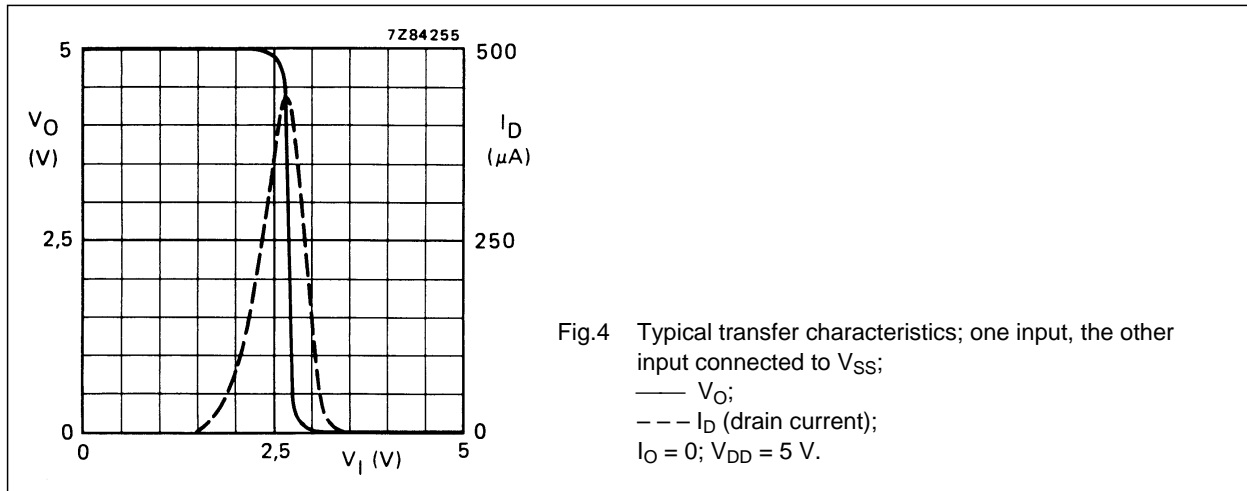 7Z84255
5
500
V_O
(V)
I_D
(μA)
2,5
250
0
0
2,5
V_I (V)
5
Fig.4 Typical transfer characteristics; one input, the other
input connected to V_SS;
—— V_O;
– – – I_D (drain current);
I_O = 0; V_DD = 5 V.